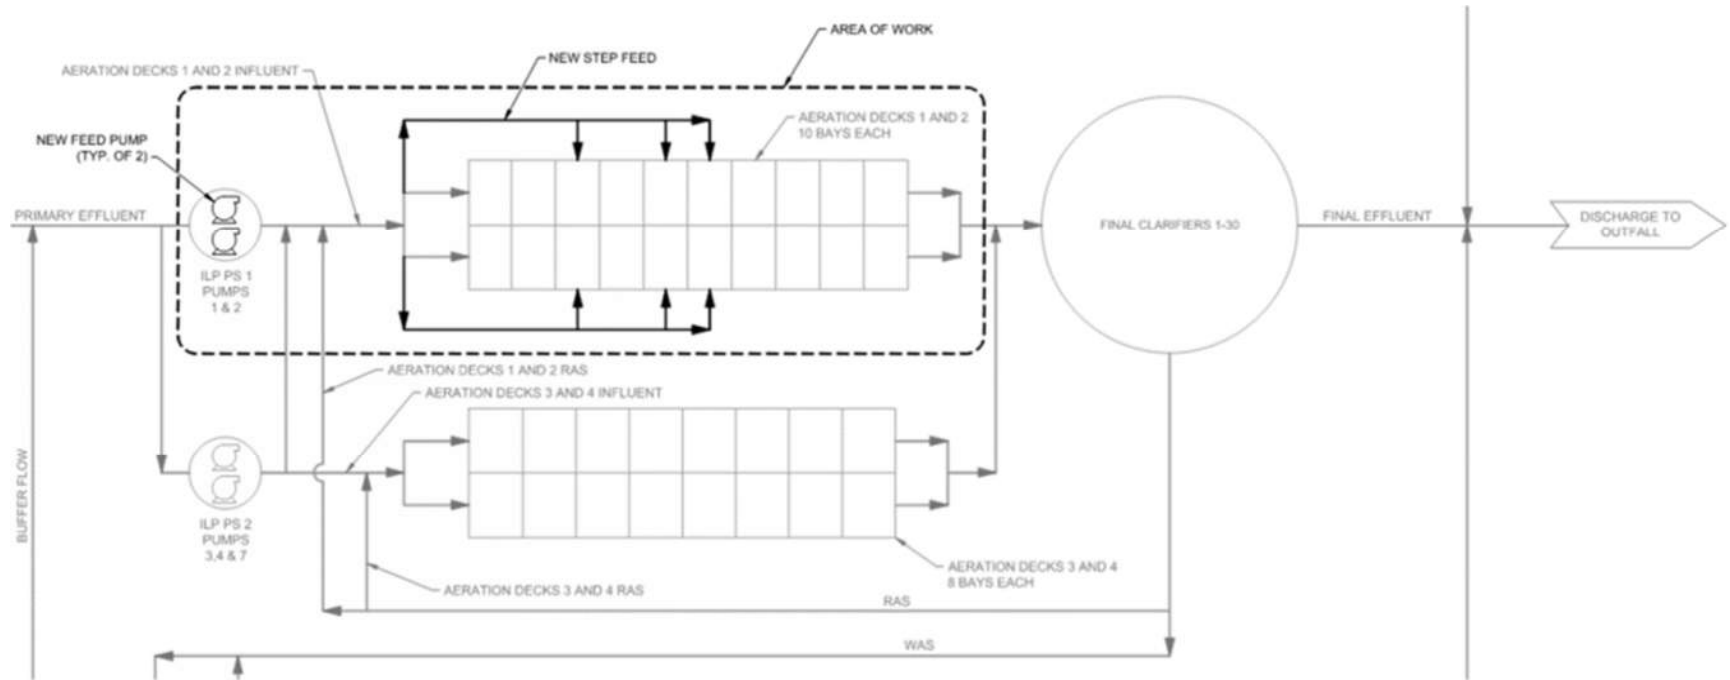 AREA OF WORK
NEW STEP FEED
AERATION DECKS 1 AND 2 INFLUENT
AERATION DECKS 1 AND 2
10 BAYS EACH
NEW FEED PUMP
(TYP. OF 2)
PRIMARY EFFLUENT
FINAL CLARIFIERS 1-30
FINAL EFFLUENT
DISCHARGE TO
OUTFALL
ILP PS 1
PUMPS
1 & 2
AERATION DECKS 1 AND 2 RAS
AERATION DECKS 3 AND 4 INFLUENT
BUFFER FLOW
ILP PS 2
PUMPS
3,4 & 7
AERATION DECKS 3 AND 4
8 BAYS EACH
AERATION DECKS 3 AND 4 RAS
RAS
WAS